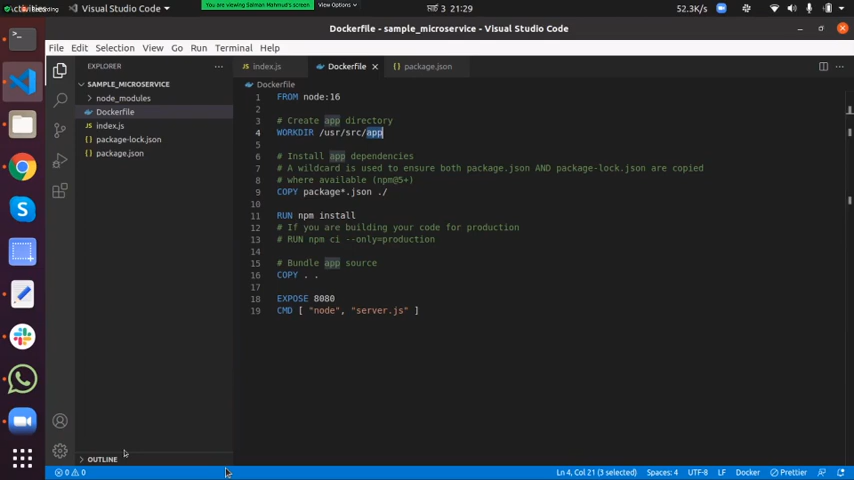 Activities
Recording
Visual Studio Code
You are viewing Salman Mahmud's screen
View Options
21:29
52.3K/s
Dockerfile - sample_microservice - Visual Studio Code
File Edit Selection View Go Run Terminal Help
EXPLORER
index.js
Dockerfile
package.json
SAMPLE_MICROSERVICE
node_modules
Dockerfile
index.js
package-lock.json
package.json
Dockerfile
1 FROM node:16
2
3 # Create app directory
4 WORKDIR /usr/src/app
5
6 # Install app dependencies
7 # A wildcard is used to ensure both package.json AND package-lock.json are copied
8 # where available (npm@5+)
9 COPY package*.json ./
10
11 RUN npm install
12 # If you are building your code for production
13 # RUN npm ci --only=production
14
15 # Bundle app source
16 COPY . .
17
18 EXPOSE 8080
19 CMD [ "node", "server.js" ]
OUTLINE
0 0
Ln 4, Col 21 (3 selected)
Spaces: 4
UTF-8
LF
Docker
Prettier